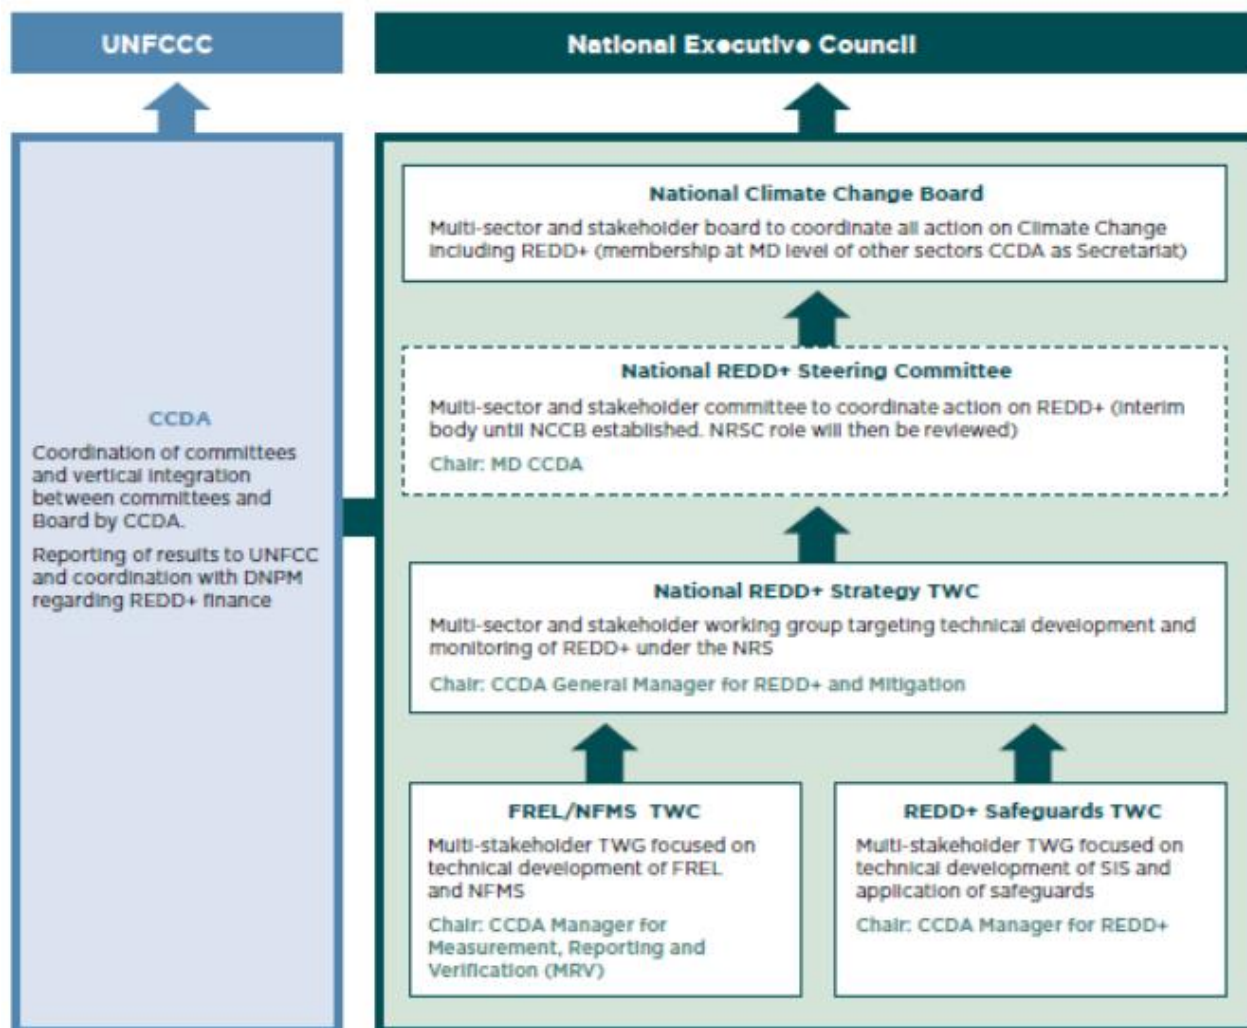 UNFCCC
National Executive Council
National Climate Change Board
Multi-sector and stakeholder board to coordinate all action on Climate Change
including REDD+ (membership at MD level of other sectors CCDA as Secretariat)
National REDD+ Steering Committee
Multi-sector and stakeholder committee to coordinate action on REDD+ (interim
body until NCCB established. NRSC role will then be reviewed)
Chair: MD CCDA
CCDA
Coordination of committees
and vertical integration
between committees and
Board by CCDA.
Reporting of results to UNFCC
and coordination with DNPM
regarding REDD+ finance
National REDD+ Strategy TWC
Multi-sector and stakeholder working group targeting technical development and
monitoring of REDD+ under the NRS
Chair: CCDA General Manager for REDD+ and Mitigation
FREL/NFMS TWC
Multi-stakeholder TWG focused on
technical development of FREL
and NFMS
Chair: CCDA Manager for
Measurement, Reporting and
Verification (MRV)
REDD+ Safeguards TWC
Multi-stakeholder TWG focused on
technical development of SIS and
application of safeguards
Chair: CCDA Manager for REDD+